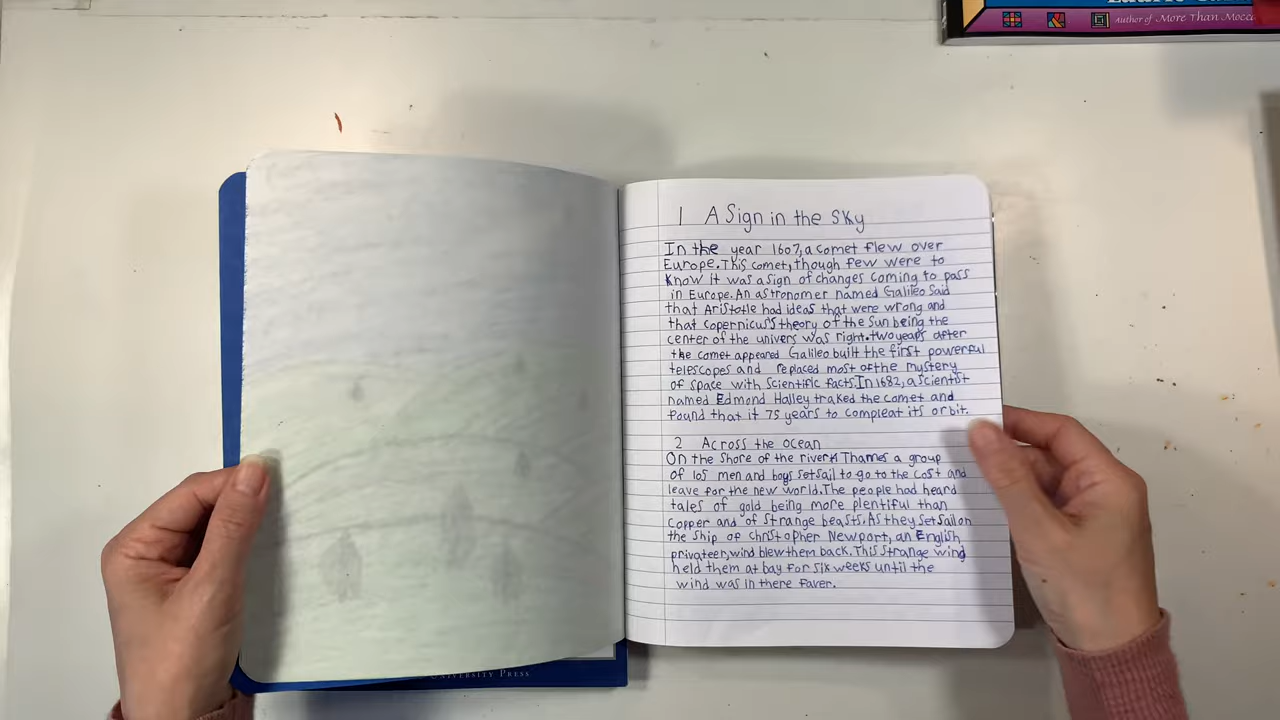 Author of More Than Mocca
1 A Sign in the Sky
In the year 1607, a comet flew over
Europe. This comet, though few were to
know it was a sign of changes coming to pass
in Europe. An astronomer named Galileo said
that Aristotle had ideas that were wrong and
that copernicus's theory of the sun being the
center of the univers was right. two years after
the comet appeared Galileo built the first powerful
telescopes and replaced most of the mystery
of space with scientific facts. In 1682, a scientist
named Edmond Halley traked the comet and
found that it 75 years to compleat its orbit.
2 Across the ocean
On the shore of the river Thames a group
of 105 men and boys set sail to go to the cost and
leave for the new world. The people had heard
tales of gold being more plentiful than
copper and of strange beasts. As they set sail on
the ship of Christopher Newport, an English
privateer, wind blew them back. This strange wind
held them at bay for six weeks until the
wind was in there faver.
University Press